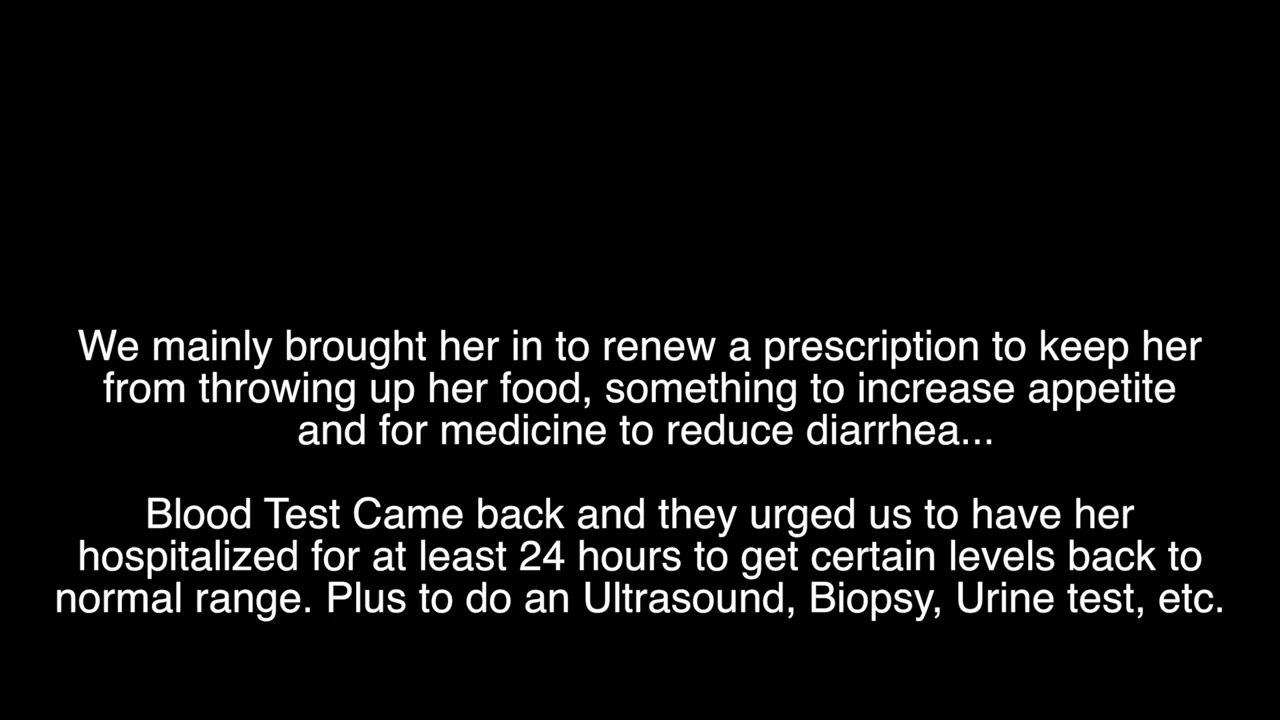 We mainly brought her in to renew a prescription to keep her
from throwing up her food, something to increase appetite
and for medicine to reduce diarrhea...
Blood Test Came back and they urged us to have her
hospitalized for at least 24 hours to get certain levels back to
normal range. Plus to do an Ultrasound, Biopsy, Urine test, etc.